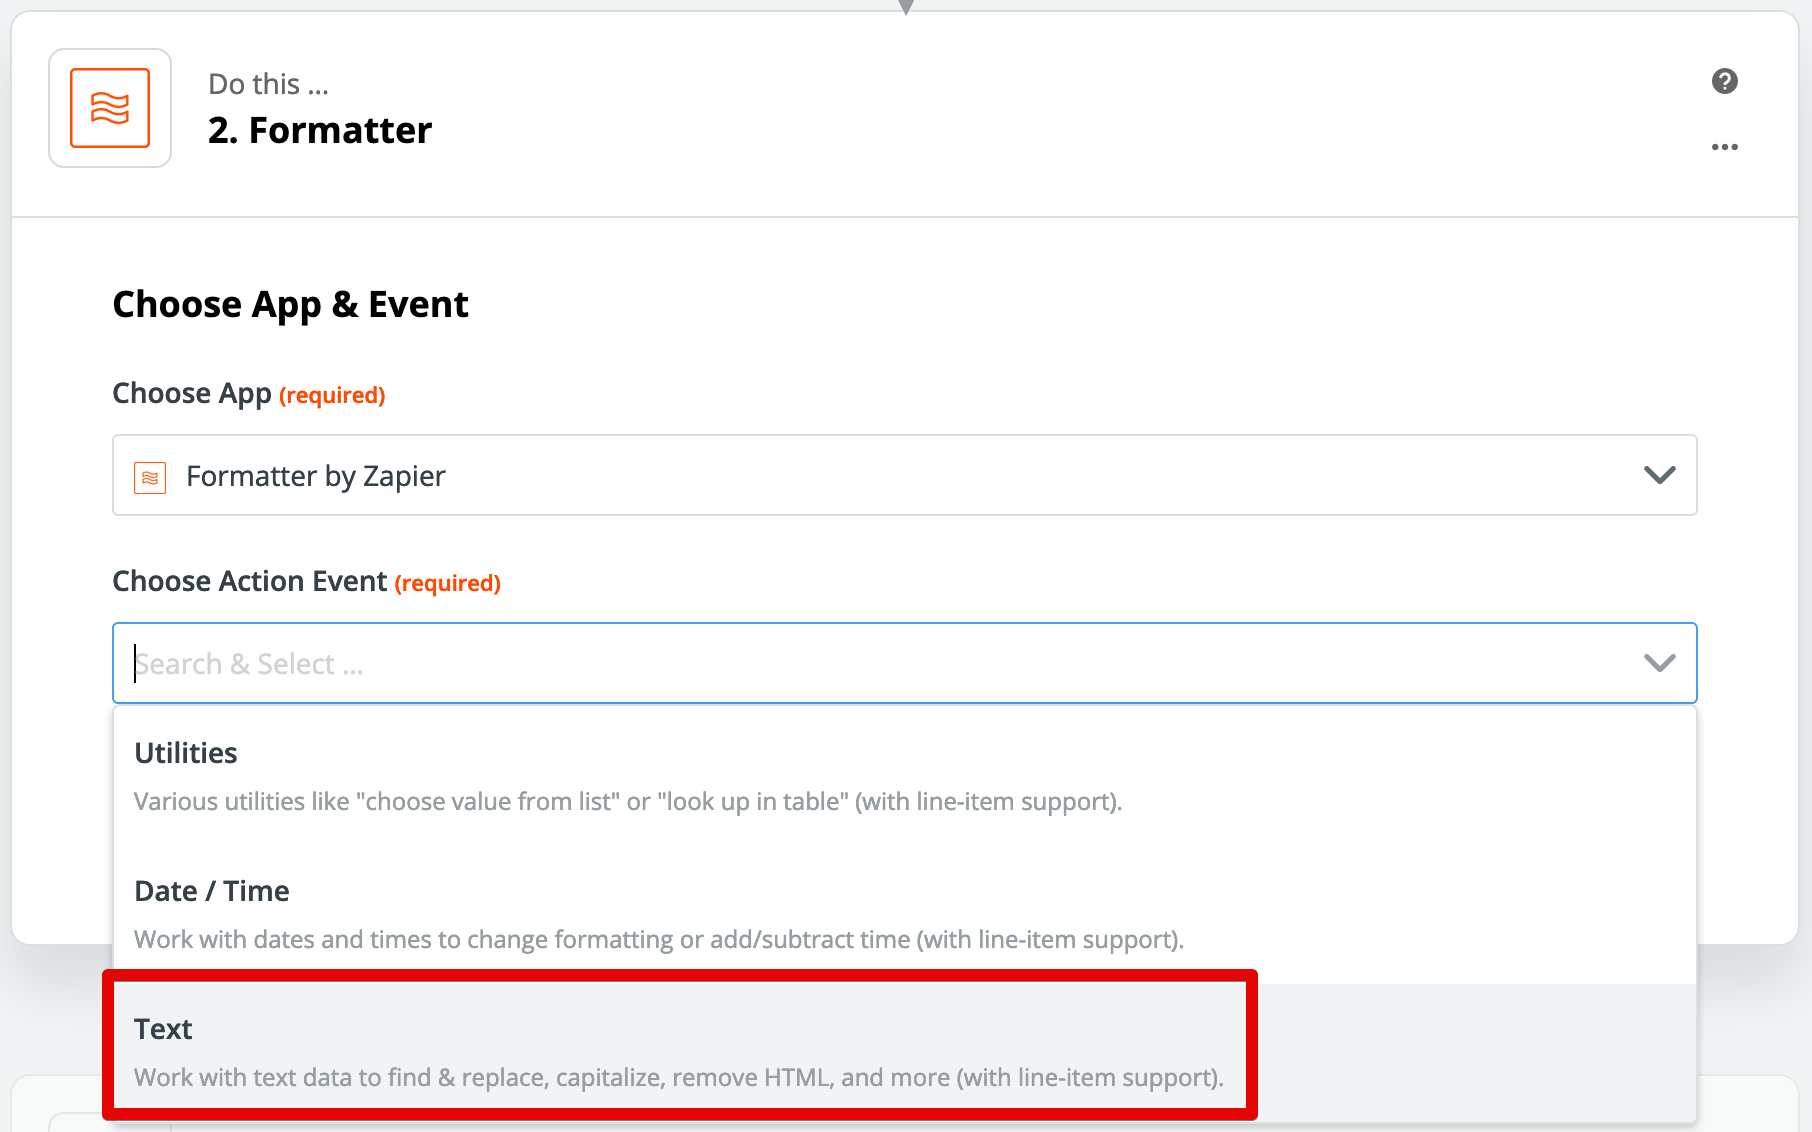 Do this ...
2. Formatter
Choose App & Event
Choose App (required)
Formatter by Zapier
Choose Action Event (required)
Search & Select ...
Utilities
Various utilities like "choose value from list" or "look up in table" (with line-item support).
Date / Time
Work with dates and times to change formatting or add/subtract time (with line-item support).
Text
Work with text data to find & replace, capitalize, remove HTML, and more (with line-item support).